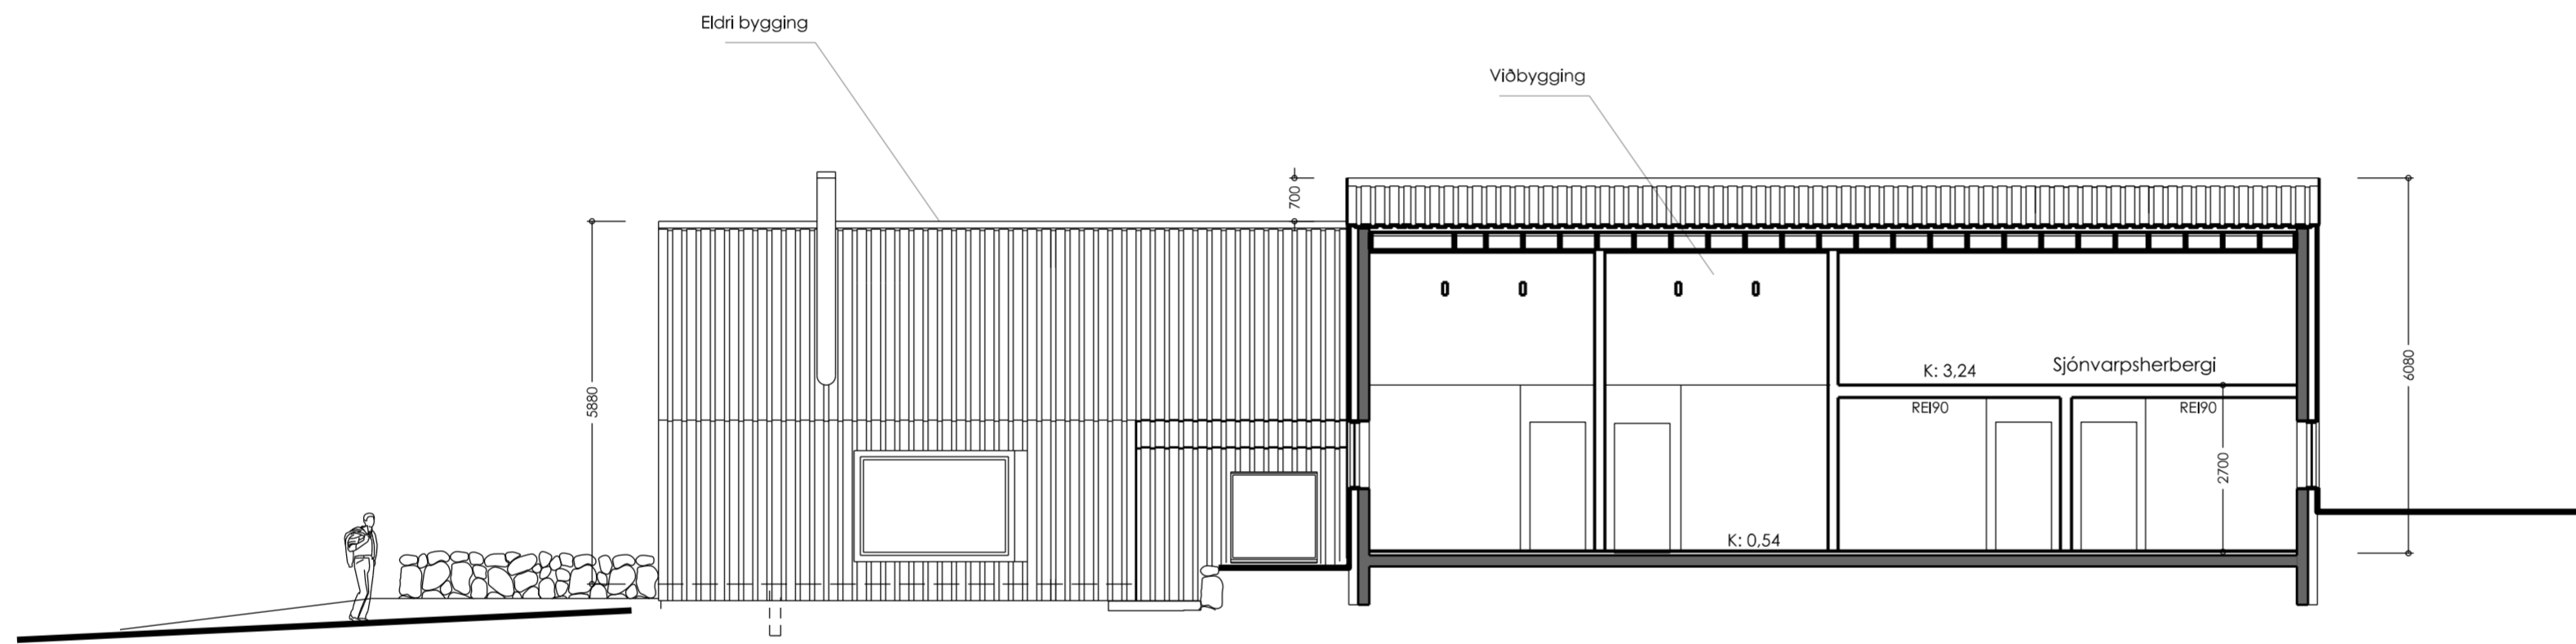 Eldri bygging
Viðbygging
700
5880
6080
K: 3,24
Sjónvarpsherbergi
REI90
REI90
2700
K: 0,54